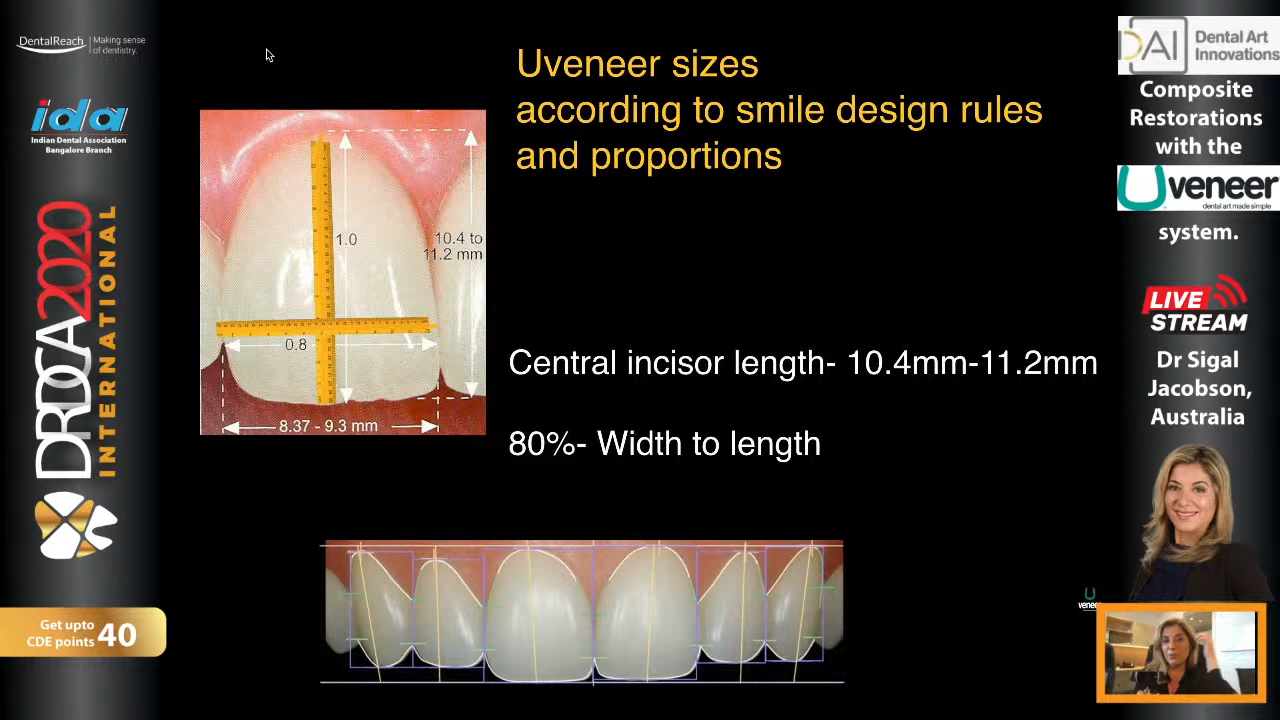 DentalReach
Making sense
of dentistry.
ida
Indian Dental Association
Bangalore Branch
DRDCA2020
INTERNATIONAL
Get upto
CDE points
40
Uveneer sizes
according to smile design rules
and proportions
1.0
10.4 to
11.2 mm
0.8
8.37 - 9.3 mm
Central incisor length- 10.4mm-11.2mm
80%- Width to length
DAI
Dental Art
Innovations
Composite
Restorations
with the
Uveneer
dental art made simple
system.
LIVE
STREAM
Dr Sigal
Jacobson,
Australia
U
veneer